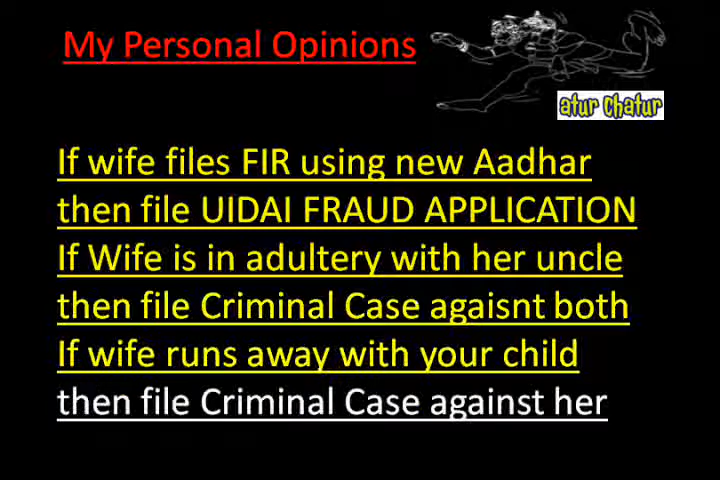 My Personal Opinions
atur chatur
If wife files FIR using new Aadhar
then file UIDAI FRAUD APPLICATION
If Wife is in adultery with her uncle
then file Criminal Case agaisnt both
If wife runs away with your child
then file Criminal Case against her